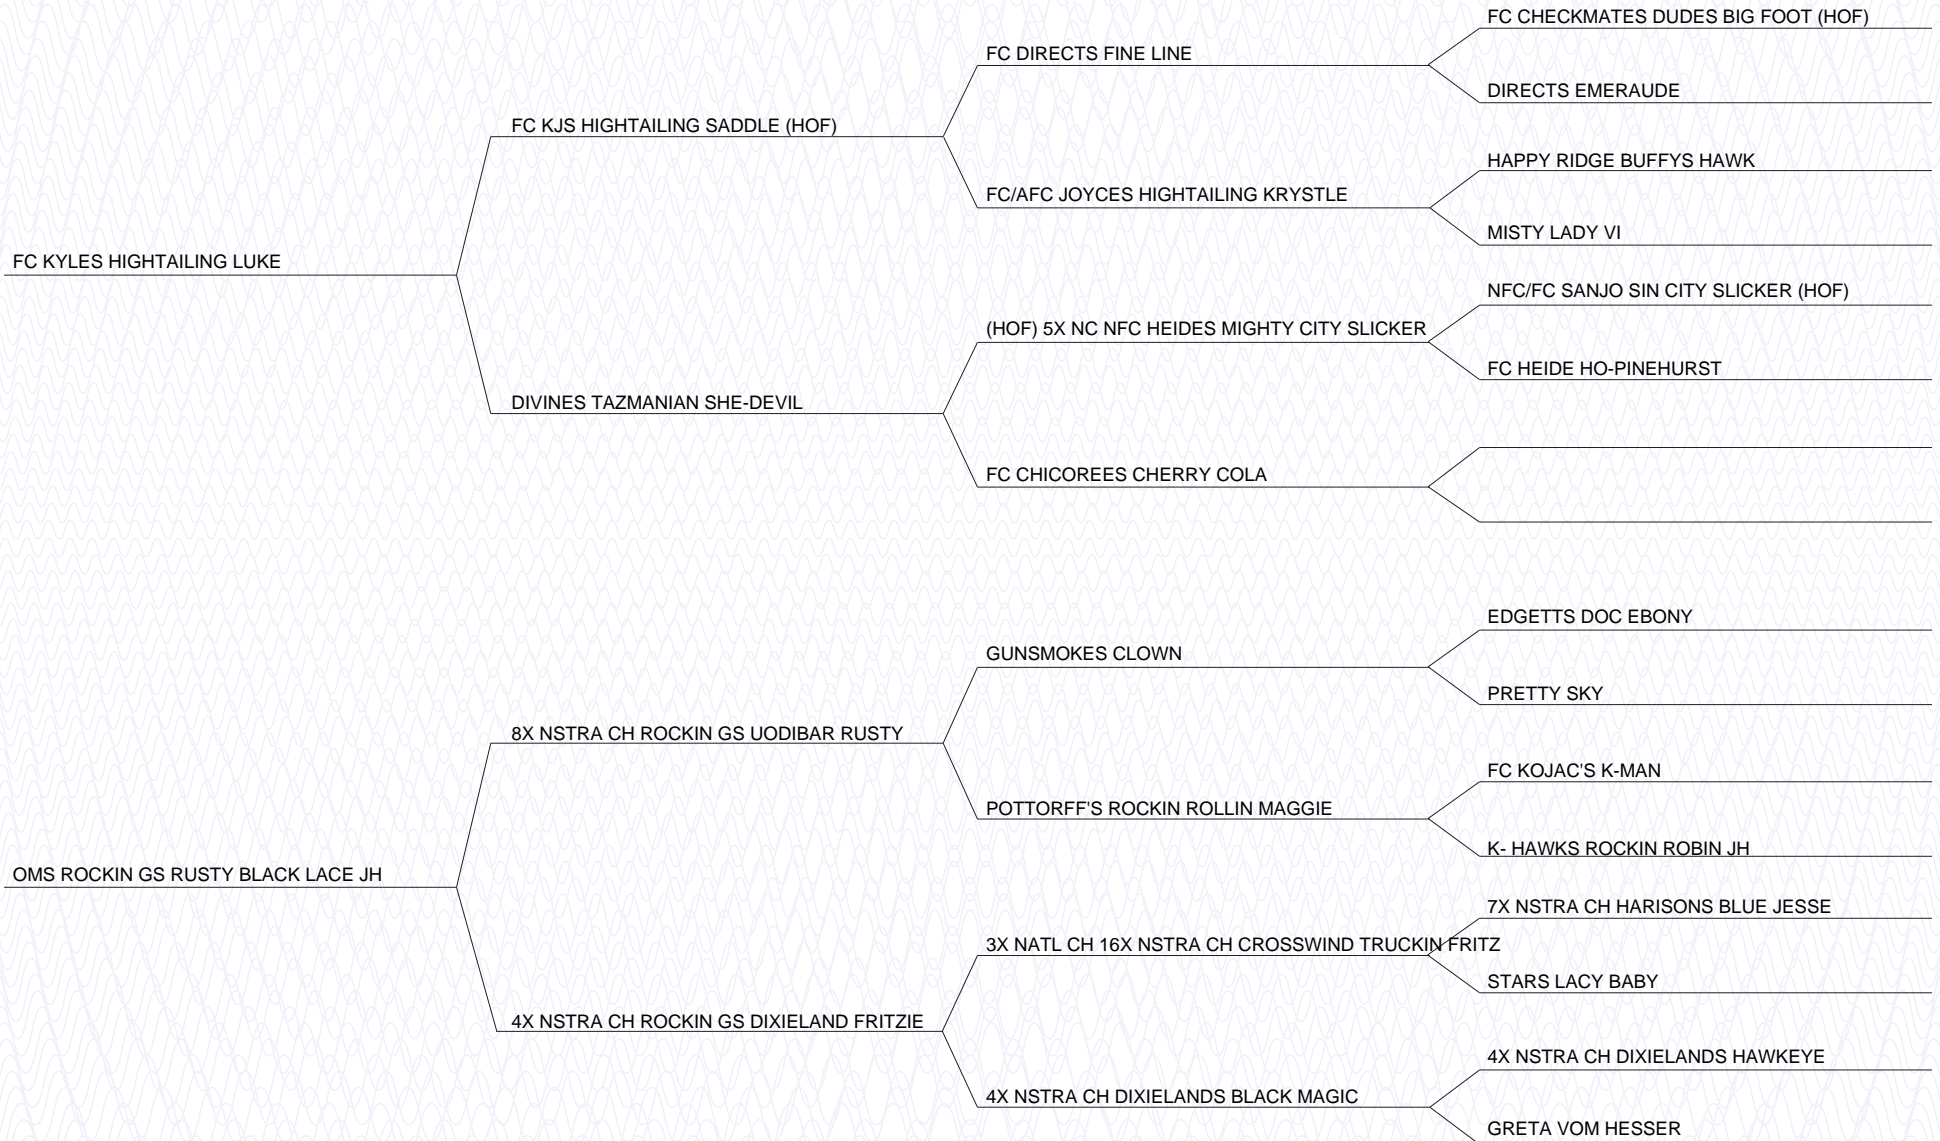 FC CHECKMATES DUDES BIG FOOT (HOF)
FC DIRECTS FINE LINE
DIRECTS EMERAUDE
FC KJS HIGHTAILING SADDLE (HOF)
HAPPY RIDGE BUFFYS HAWK
FC/AFC JOYCES HIGHTAILING KRYSTLE
MISTY LADY VI
FC KYLES HIGHTAILING LUKE
NFC/FC SANJO SIN CITY SLICKER (HOF)
(HOF) 5X NC NFC HEIDES MIGHTY CITY SLICKER
FC HEIDE HO-PINEHURST
DIVINES TAZMANIAN SHE-DEVIL
FC CHICOREES CHERRY COLA
EDGETTS DOC EBONY
GUNSMOKES CLOWN
PRETTY SKY
8X NSTRA CH ROCKIN GS UODIBAR RUSTY
FC KOJAC'S K-MAN
POTTORFF'S ROCKIN ROLLIN MAGGIE
K- HAWKS ROCKIN ROBIN JH
OMS ROCKIN GS RUSTY BLACK LACE JH
7X NSTRA CH HARISONS BLUE JESSE
3X NATL CH 16X NSTRA CH CROSSWIND TRUCKIN FRITZ
STARS LACY BABY
4X NSTRA CH ROCKIN GS DIXIELAND FRITZIE
4X NSTRA CH DIXIELANDS HAWKEYE
4X NSTRA CH DIXIELANDS BLACK MAGIC
GRETA VOM HESSER